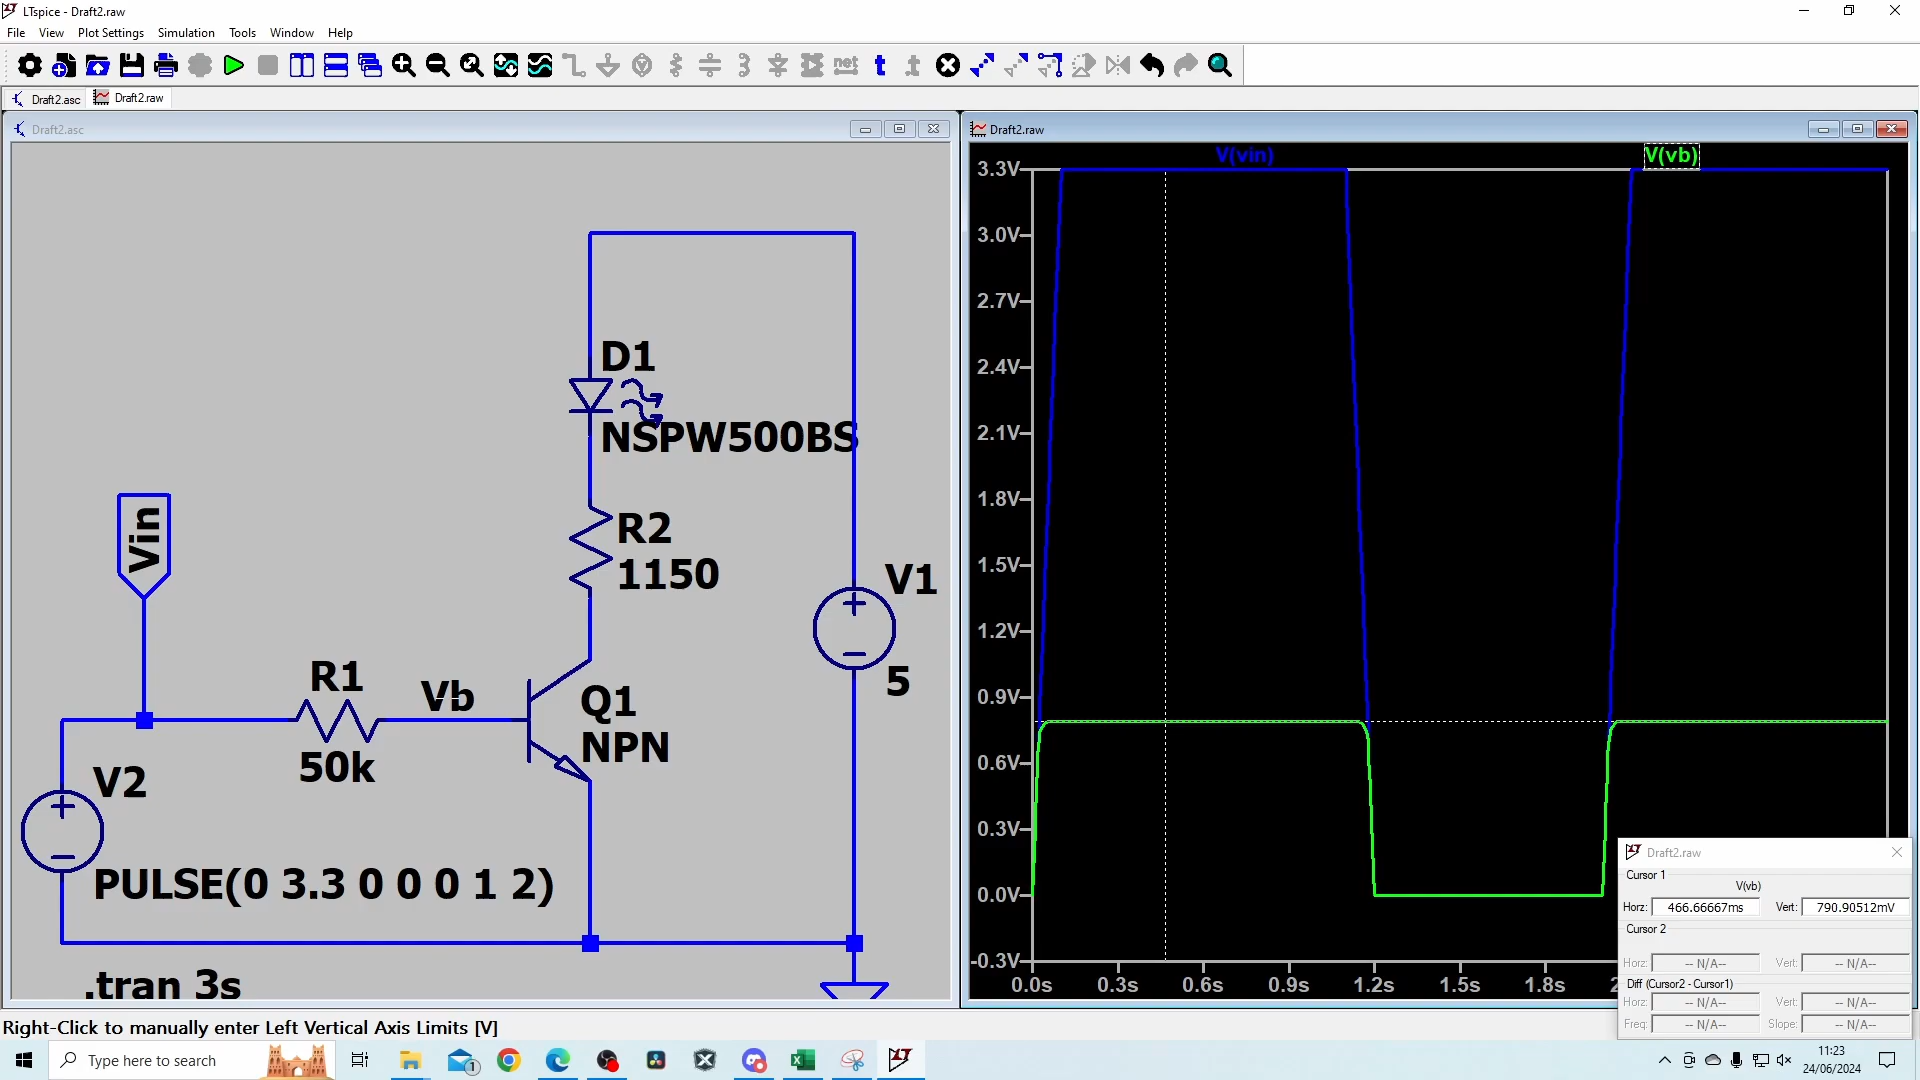 LTspice - Draft2.raw
File View Plot Settings Simulation Tools Window Help
net t t
Draft2.asc Draft2.raw
Draft2.asc
D1
NSPW500BS
Vin
R2
1150
V1
5
R1
50k
Vb
Q1
NPN
V2
PULSE(0 3.3 0 0 0 1 2)
.tran 3s
Draft2.raw
V(vin) V(vb)
3.3V
3.0V
2.7V
2.4V
2.1V
1.8V
1.5V
1.2V
0.9V
0.6V
0.3V
0.0V
-0.3V
0.0s 0.3s 0.6s 0.9s 1.2s 1.5s 1.8s
Draft2.raw
Cursor 1
V(vb)
Horz: 466.66667ms Vert: 790.90512mV
Cursor 2
Horz: -- N/A-- Vert: -- N/A--
Diff (Cursor2 - Cursor1)
Horz: -- N/A-- Vert: -- N/A--
Freq: -- N/A-- Slope: -- N/A--
Right-Click to manually enter Left Vertical Axis Limits [V]
Type here to search
1
11:23
24/06/2024